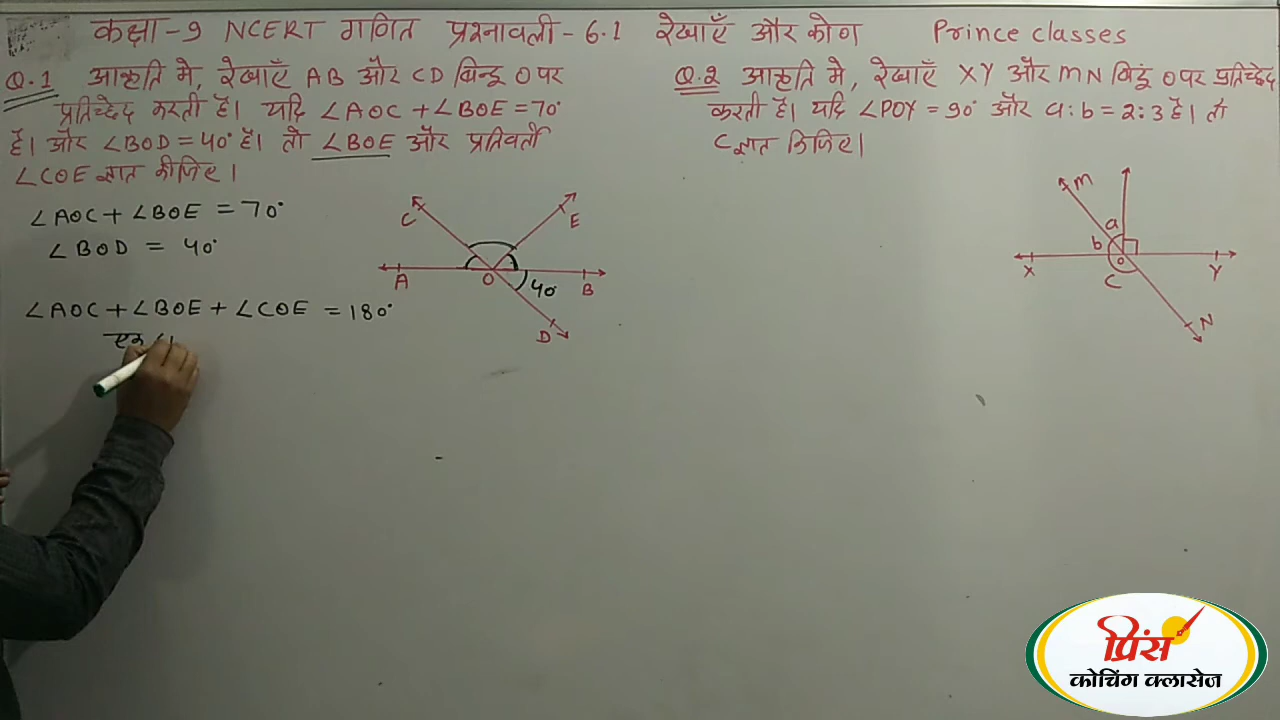 कक्षा -9 NCERT गणित प्रश्नावली - 6.1 रेखाएँ और कोण Prince classes
Q.1 आकृति मे, रेखाएँ AB और CD बिन्दू O पर
प्रतिच्छेद करती है। यदि ∠AOC + ∠BOE = 70°
है। और ∠BOD = 40° है। तो ∠BOE और प्रतिवर्ती
∠COE ज्ञात कीजिए।
∠AOC + ∠BOE = 70°
∠BOD = 40°
∠AOC + ∠BOE + ∠COE = 180°
एक
C
E
A
O
B
40°
D
Q.2 आकृति मे, रेखाएँ XY और MN बिंदु O पर प्रतिच्छेद
करती है। यदि ∠POY = 90° और a : b = 2 : 3 है। तो
C ज्ञात किजिए।
M
a
b
X
O
Y
C
N
प्रिंस
कोचिंग क्लासेज